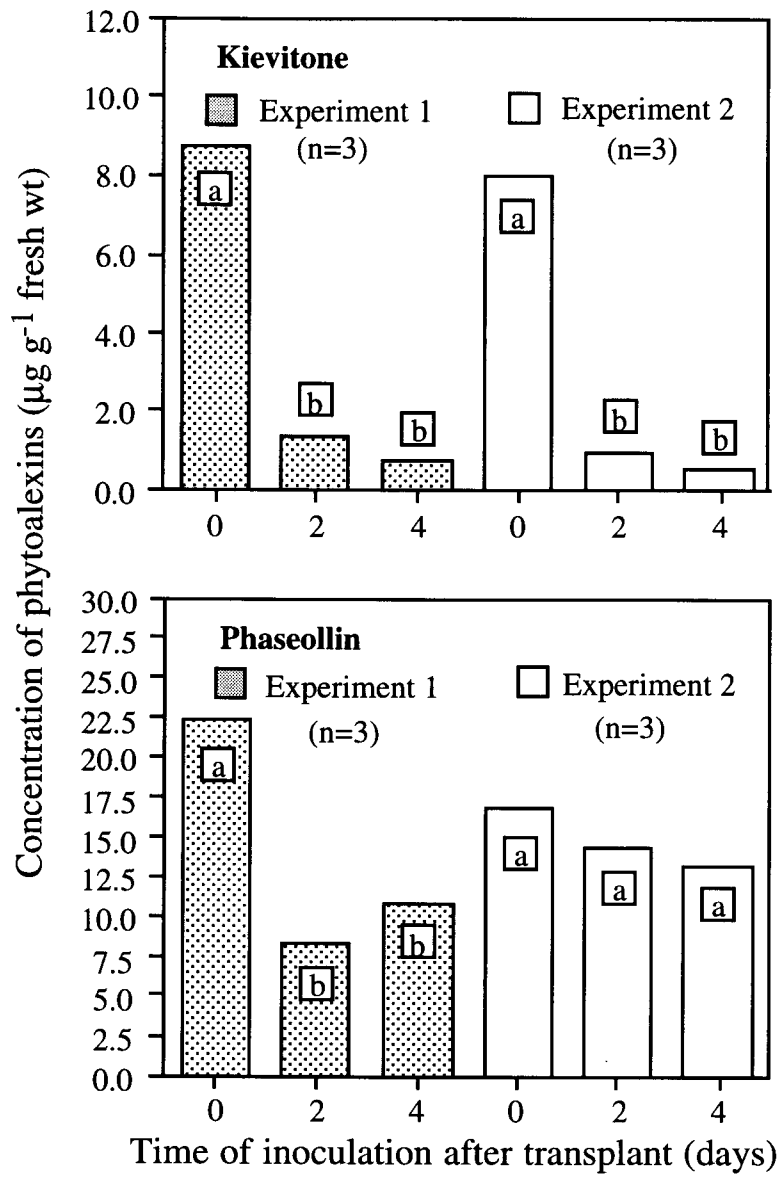 Concentration of phytoalexins (µg g⁻¹ fresh wt)
12.0
10.0
8.0
6.0
4.0
2.0
0.0
Kievitone
Experiment 1
(n=3)
Experiment 2
(n=3)
a
b
b
a
b
b
0 2 4 0 2 4
30.0
27.5
25.0
22.5
20.0
17.5
15.0
12.5
10.0
7.5
5.0
2.5
0.0
Phaseollin
Experiment 1
(n=3)
Experiment 2
(n=3)
a
b
b
a
a
a
0 2 4 0 2 4
Time of inoculation after transplant (days)